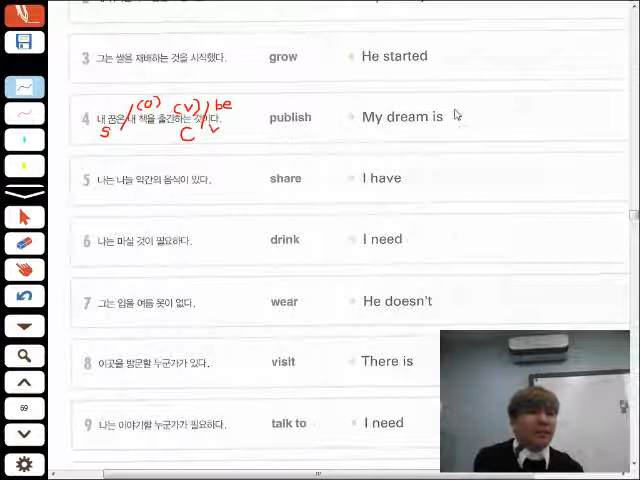 3 그는 쌀을 재배하는 것을 시작했다. grow He started
(o) (v) be
4 내 꿈은 내 책을 출간하는 것이다. publish My dream is
S C v
5 나는 나눌 약간의 음식이 있다. share I have
6 나는 마실 것이 필요하다. drink I need
7 그는 입을 여름 옷이 없다. wear He doesn't
8 이곳을 방문할 누군가가 있다. visit There is
9 나는 이야기할 누군가가 필요하다. talk to I need
69